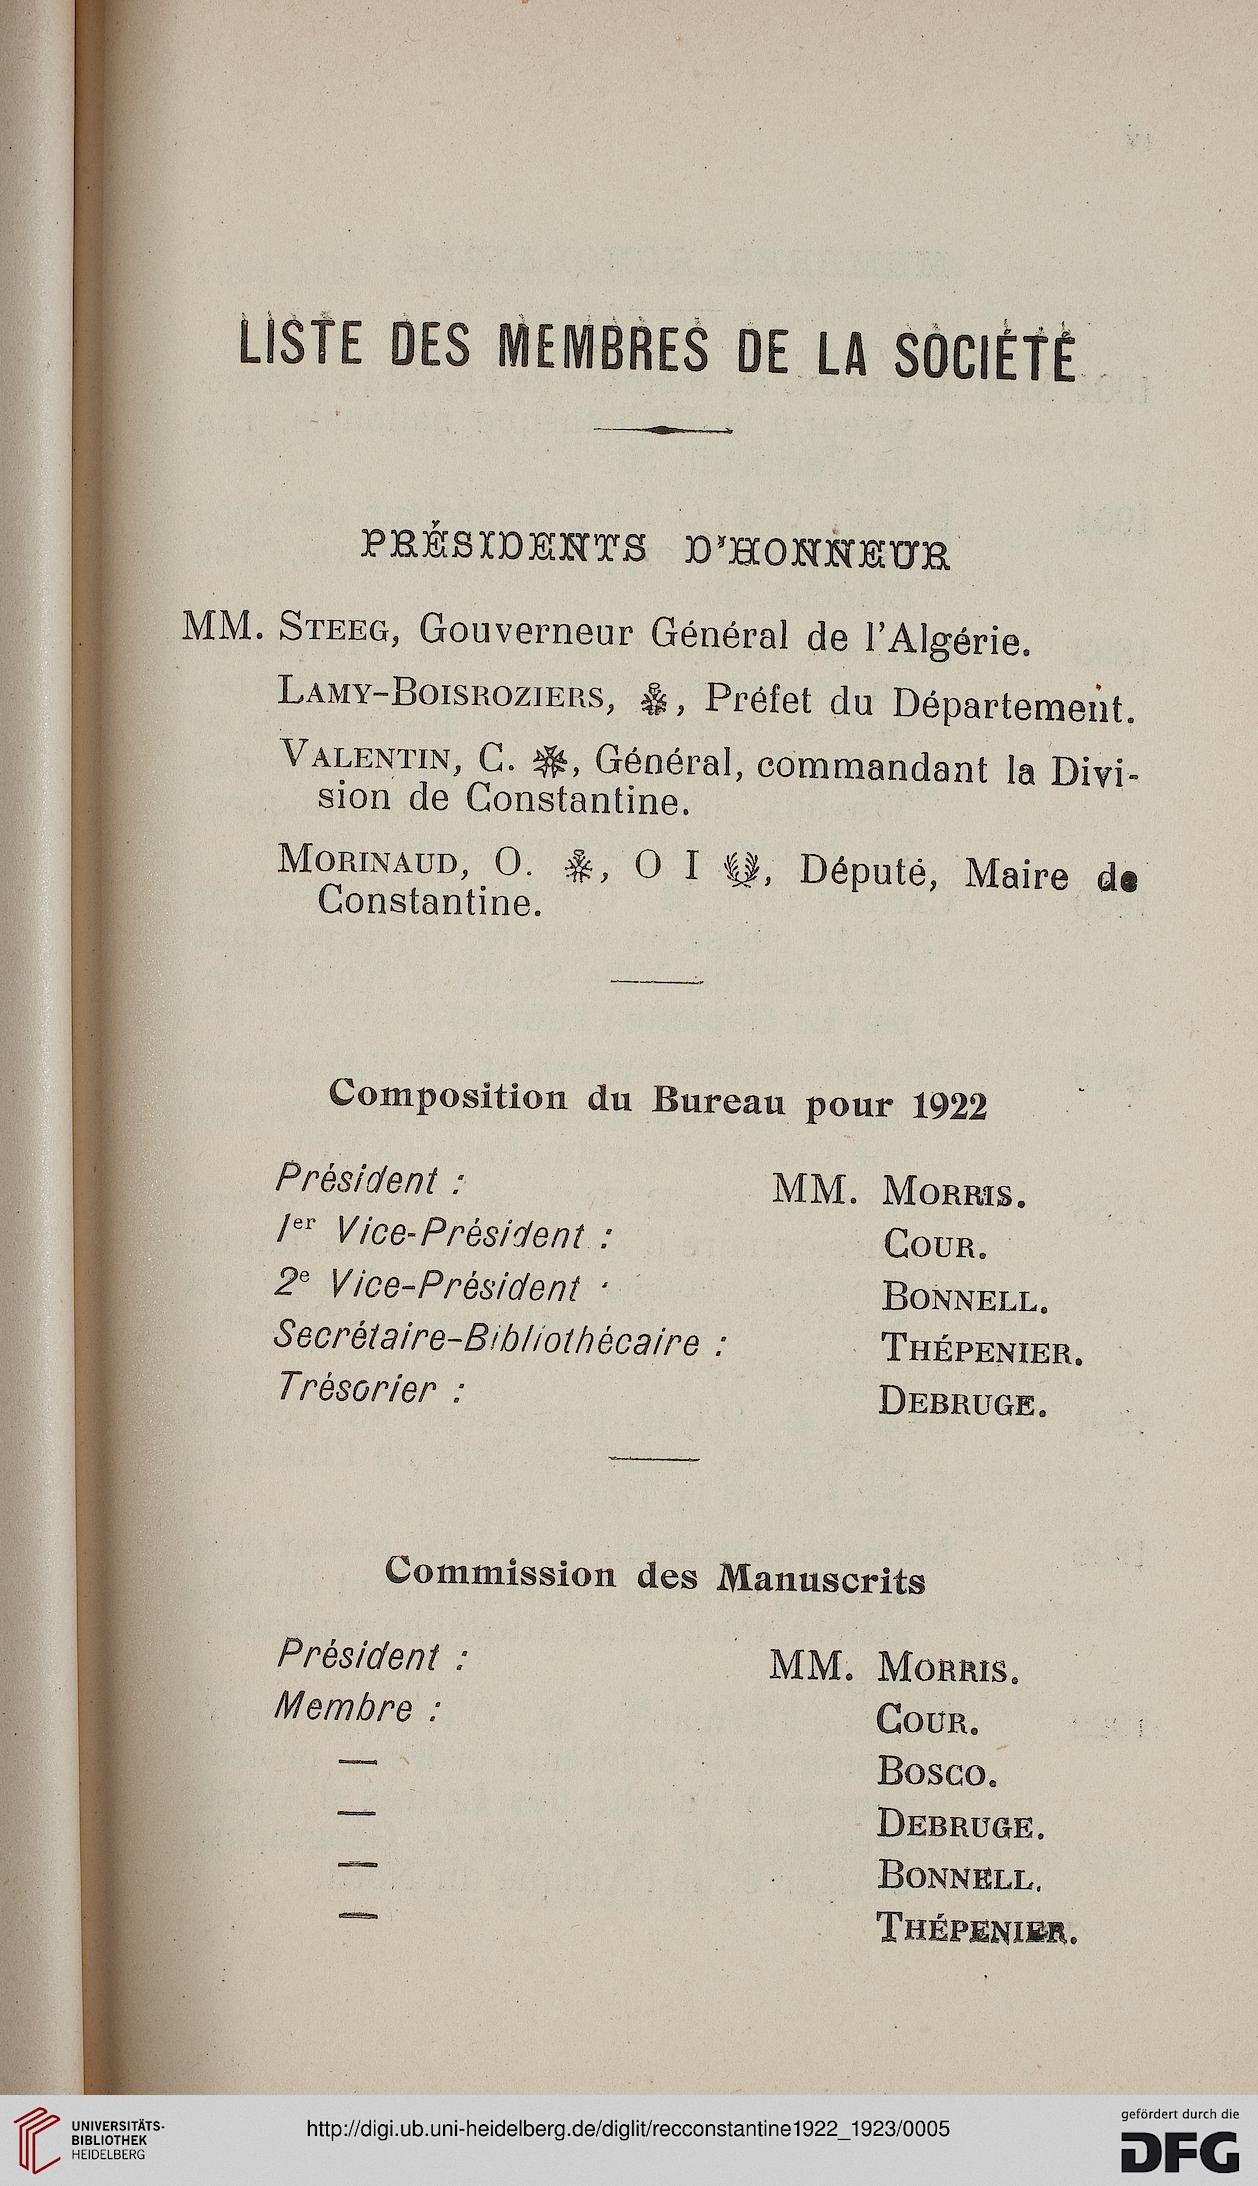 LISTE DES MEMBRES DE LA SOCIÉTÉ
PRÉSIDENTS D'HONNEUR
MM. STEEG, Gouverneur Général de l'Algérie.
LAMY-BOISROZIERS, ✠, Préfet du Département.
VALENTIN, C. ✠, Général, commandant la Divi-
sion de Constantine.
MORINAUD, O. ✠, O I, Député, Maire de
Constantine.
Composition du Bureau pour 1922
Président : MM. MORRIS.
1er Vice-Président : COUR.
2e Vice-Président : BONNELL.
Secrétaire-Bibliothécaire : THÉPENIER.
Trésorier : DEBRUGE.
Commission des Manuscrits
Président : MM. MORRIS.
Membre : COUR.
— BOSCO.
— DEBRUGE.
— BONNELL.
— THÉPENIER.
UNIVERSITÄTS-
BIBLIOTHEK
HEIDELBERG
http://digi.ub.uni-heidelberg.de/diglit/recconstantine1922_1923/0005
gefördert durch die
DFG